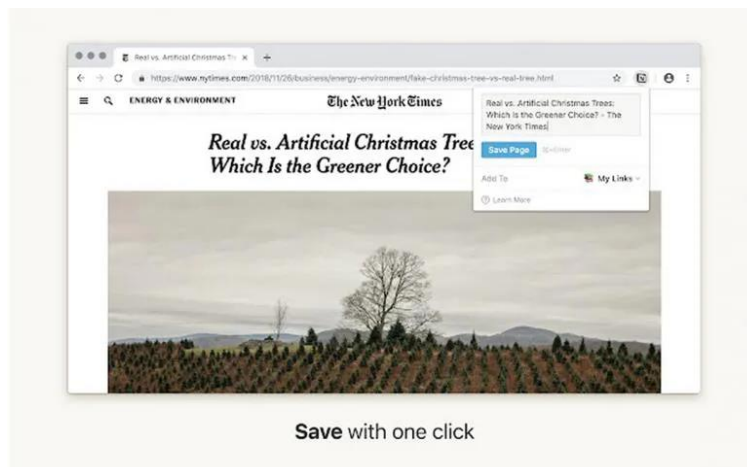 Real vs. Artificial Christmas Tr
https://www.nytimes.com/2018/11/26/business/energy-environment/fake-christmas-tree-vs-real-tree.html
ENERGY & ENVIRONMENT
The New York Times
Real vs. Artificial Christmas Trees:
Which Is the Greener Choice? - The
New York Times
Save Page
⌘+Enter
Add To
My Links
Learn More
Real vs. Artificial Christmas Tree
Which Is the Greener Choice?
Save with one click